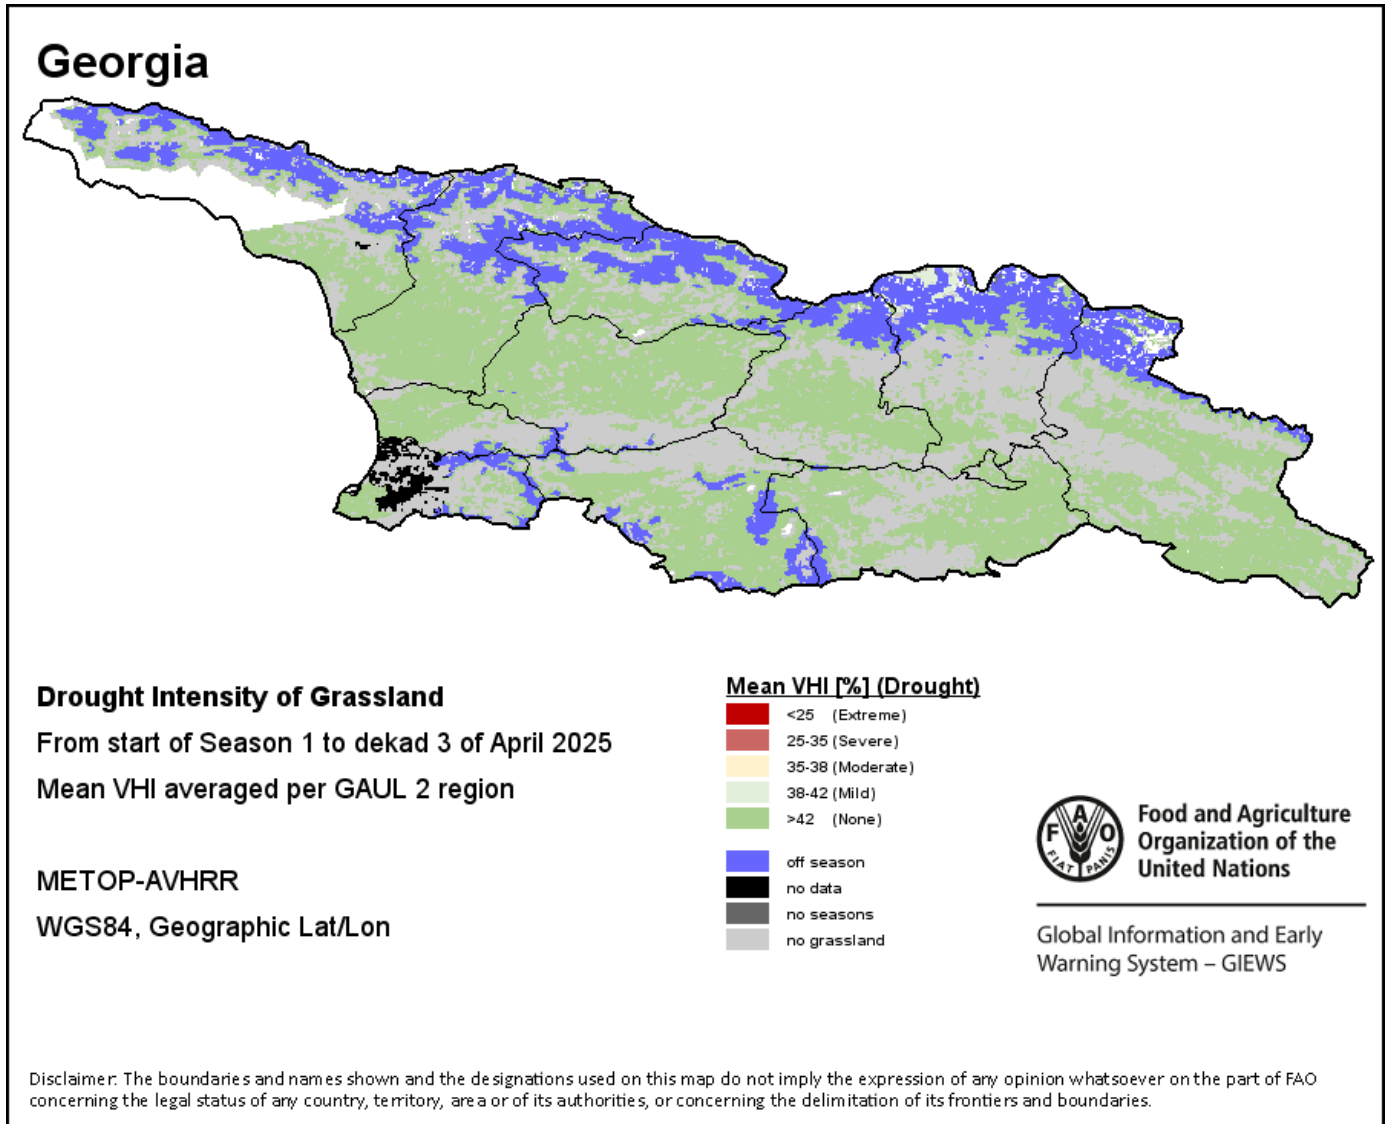 Georgia
Drought Intensity of Grassland
From start of Season 1 to dekad 3 of April 2025
Mean VHI averaged per GAUL 2 region
METOP-AVHRR
WGS84, Geographic Lat/Lon
Mean VHI [%] (Drought)
<25 (Extreme)
25-35 (Severe)
35-38 (Moderate)
38-42 (Mild)
>42 (None)
off season
no data
no seasons
no grassland
F A O
FIAT PANIS
Food and Agriculture
Organization of the
United Nations
Global Information and Early
Warning System – GIEWS
Disclaimer: The boundaries and names shown and the designations used on this map do not imply the expression of any opinion whatsoever on the part of FAO
concerning the legal status of any country, territory, area or of its authorities, or concerning the delimitation of its frontiers and boundaries.